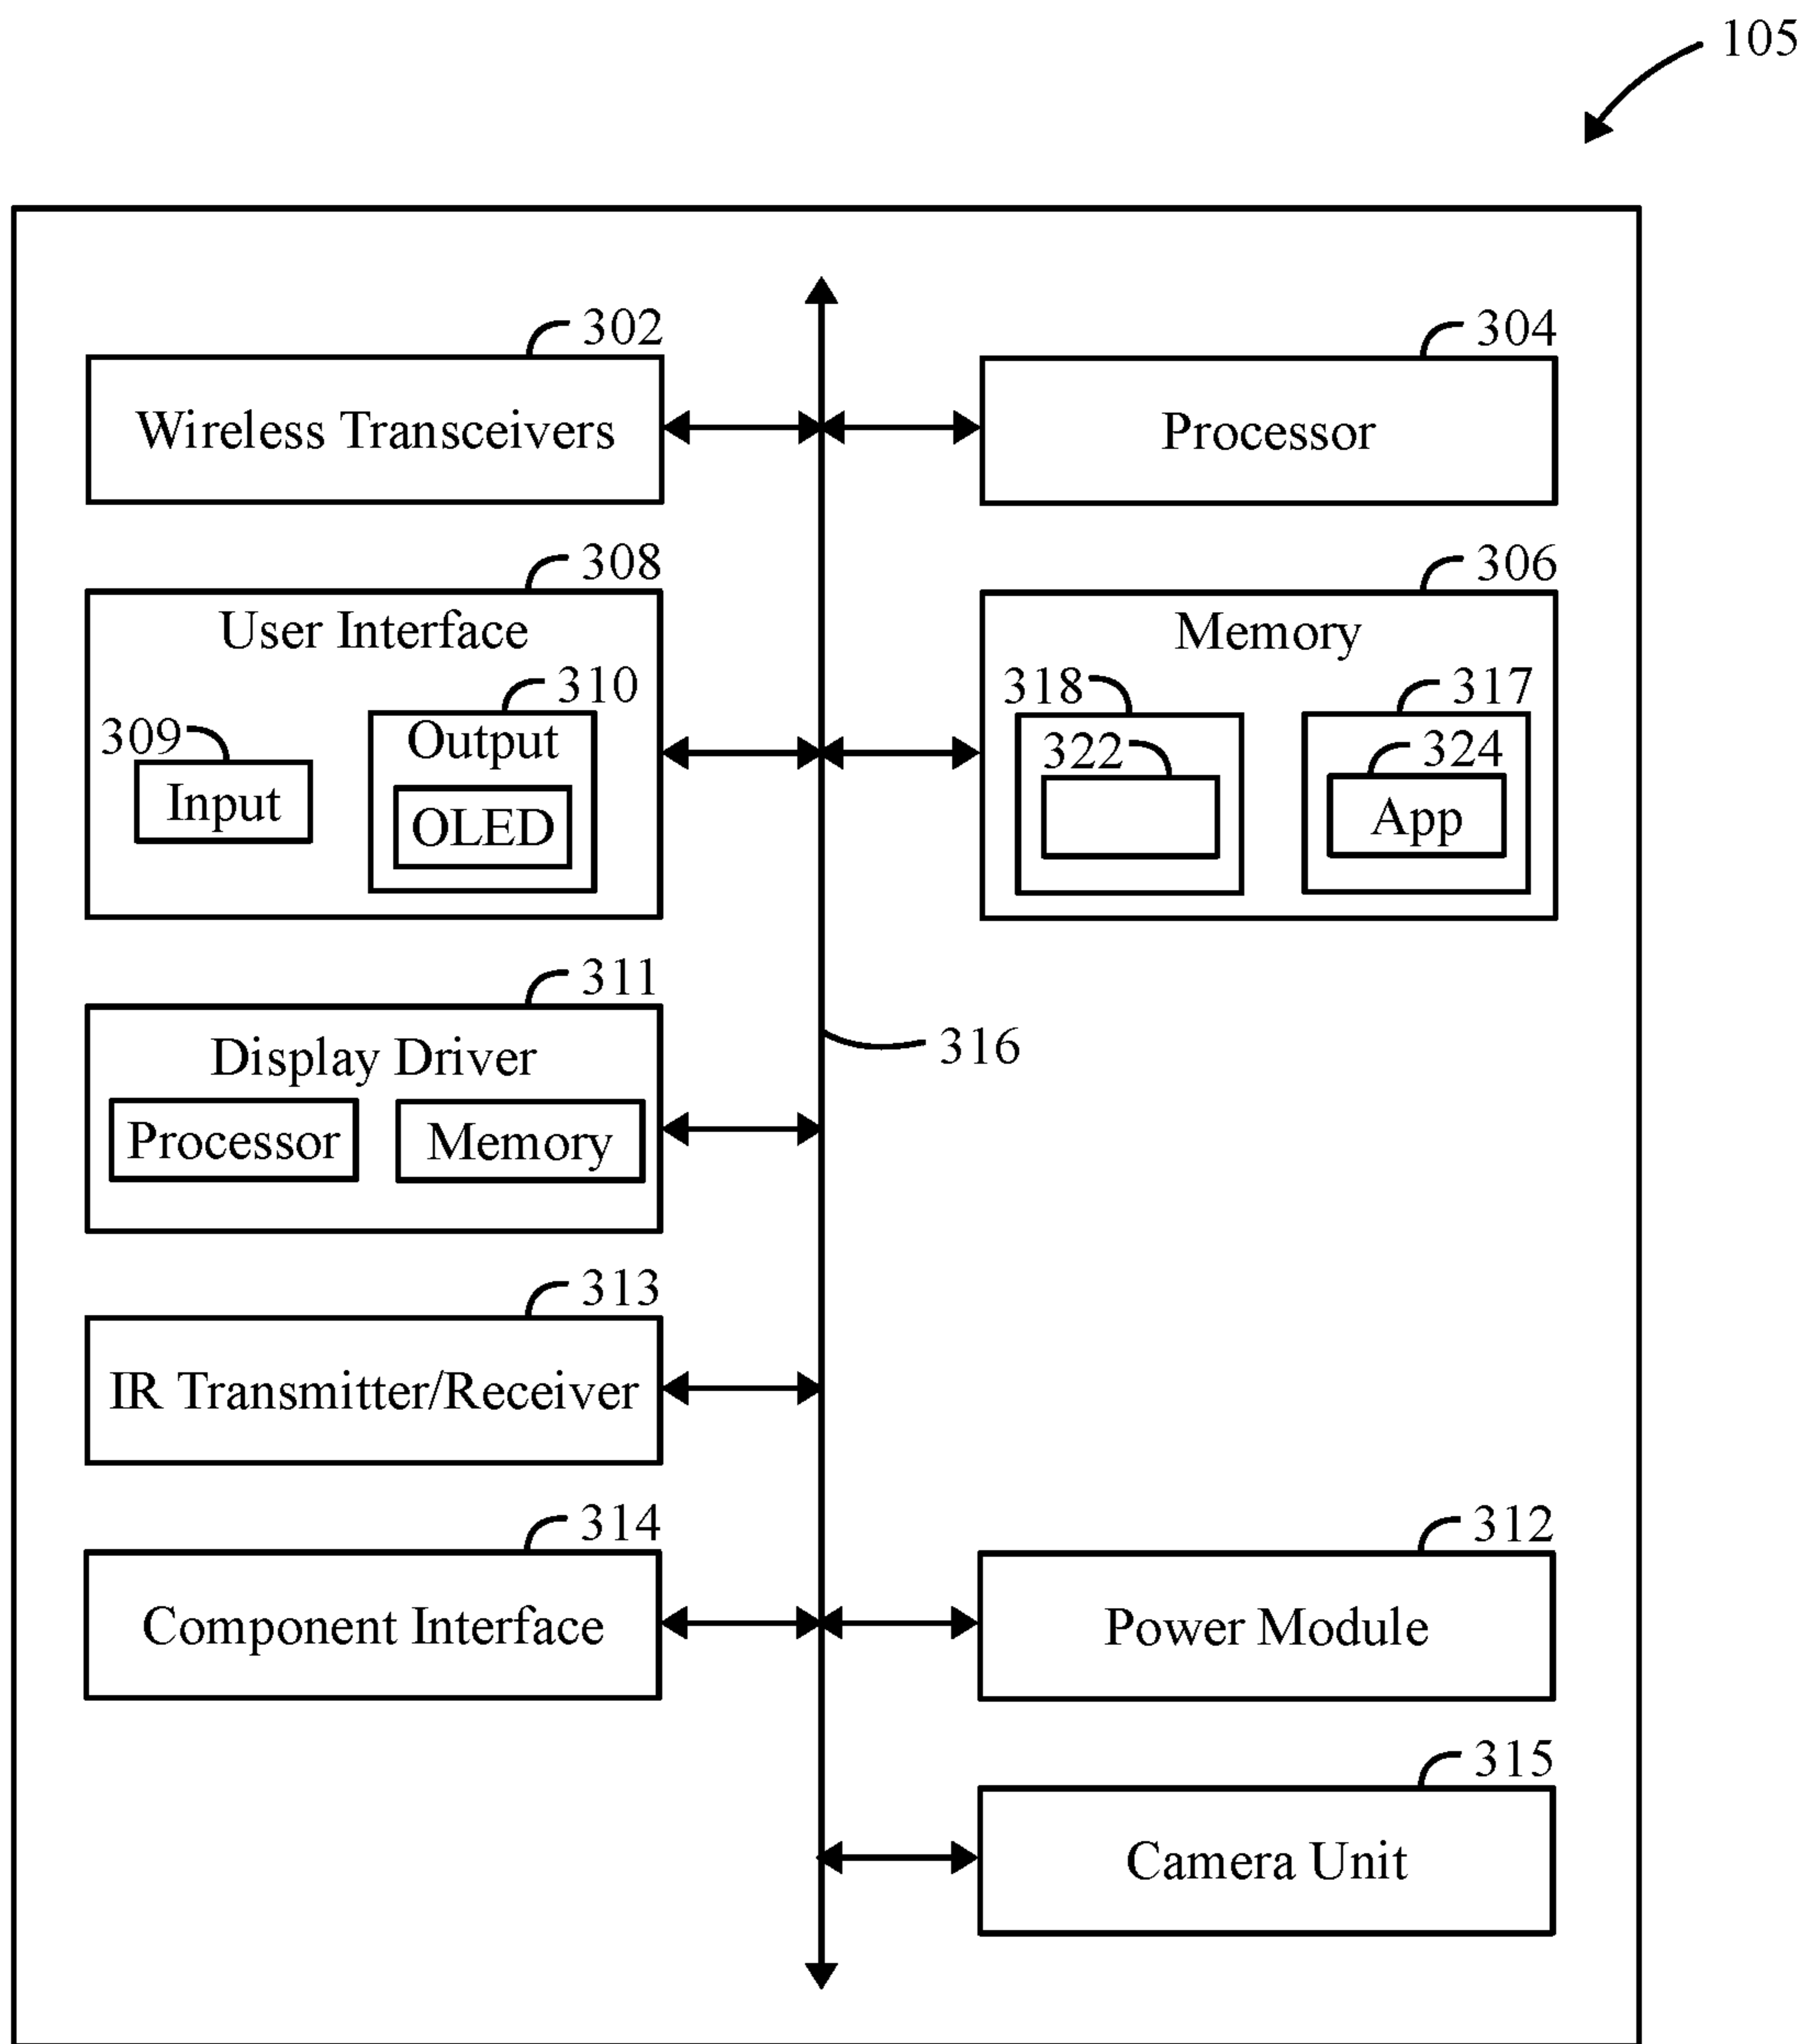 105
302
Wireless Transceivers
304
Processor
308
User Interface
309
Input
310
Output
OLED
306
Memory
318
322
317
324
App
311
Display Driver
Processor
Memory
316
313
IR Transmitter/Receiver
314
Component Interface
312
Power Module
315
Camera Unit